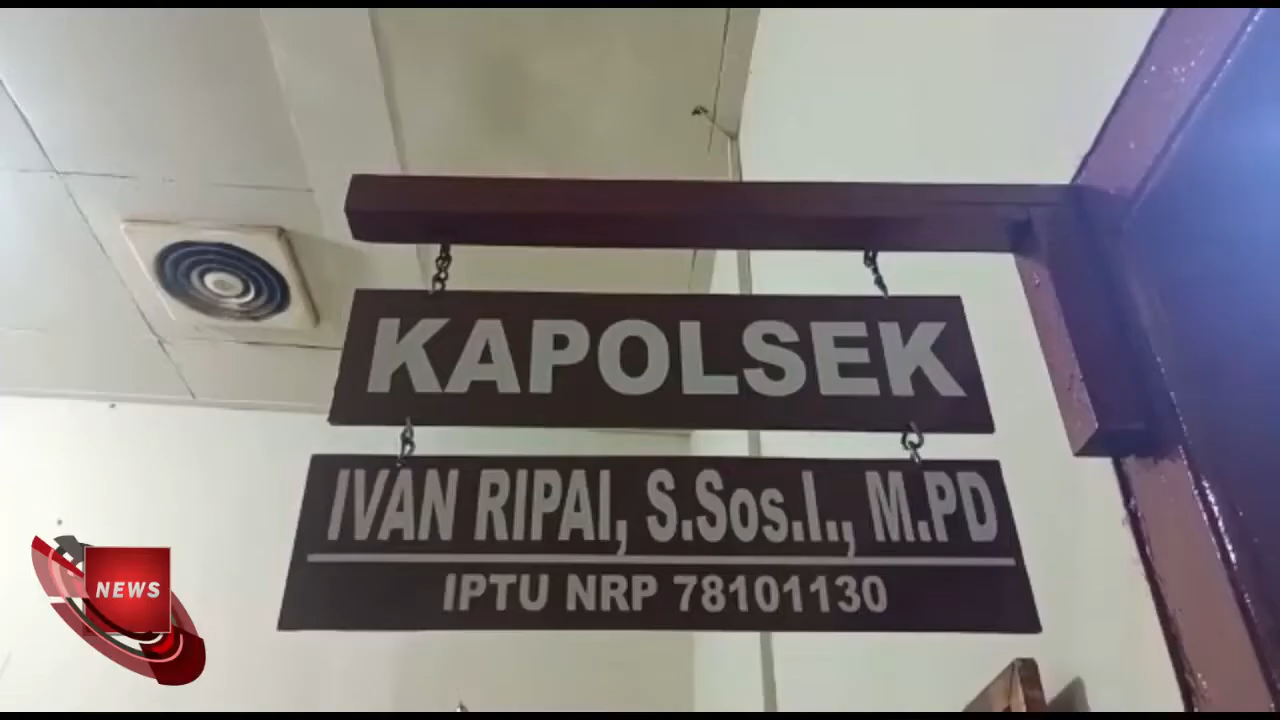 KAPOLSEK
IVAN RIPAI, S.Sos.I., M.PD
IPTU NRP 78101130
NEWS